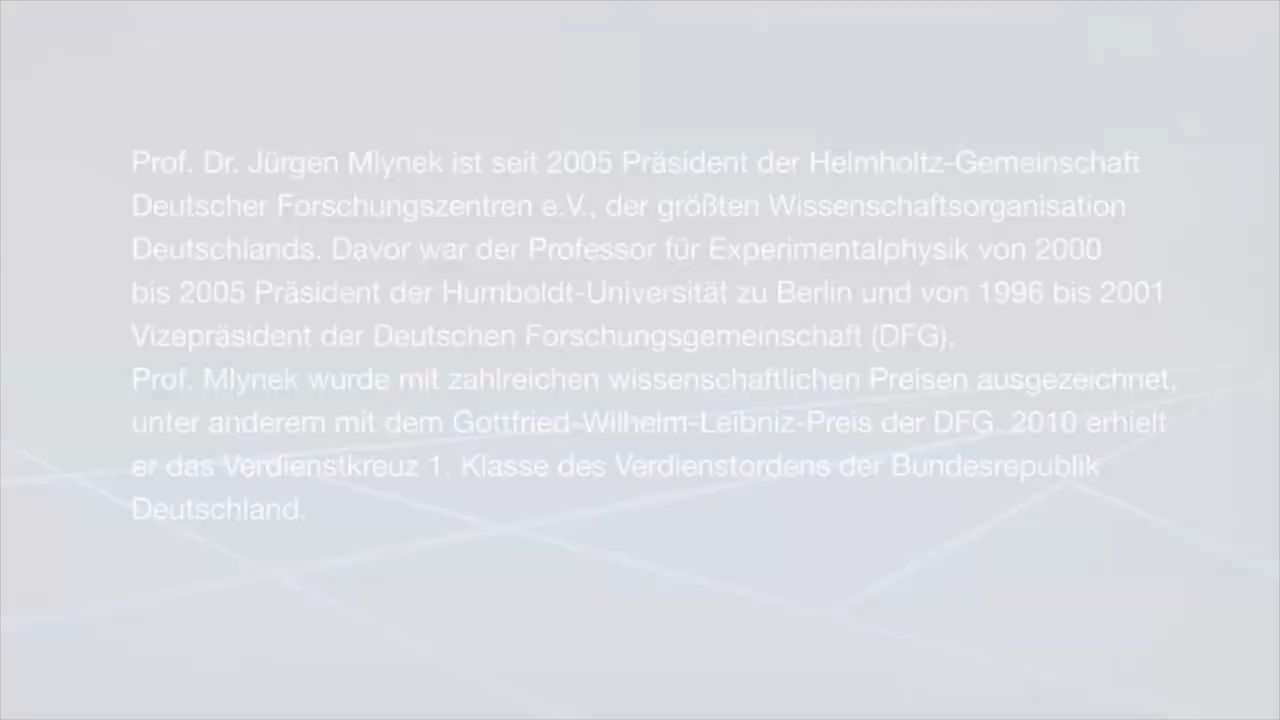 Prof. Dr. Jürgen Mlynek ist seit 2005 Präsident der Helmholtz-Gemeinschaft
Deutscher Forschungszentren e.V., der größten Wissenschaftsorganisation
Deutschlands. Davor war der Professor für Experimentalphysik von 2000
bis 2005 Präsident der Humboldt-Universität zu Berlin und von 1996 bis 2001
Vizepräsident der Deutschen Forschungsgemeinschaft (DFG).
Prof. Mlynek wurde mit zahlreichen wissenschaftlichen Preisen ausgezeichnet,
unter anderem mit dem Gottfried-Wilhelm-Leibniz-Preis der DFG. 2010 erhielt
er das Verdienstkreuz 1. Klasse des Verdienstordens der Bundesrepublik
Deutschland.